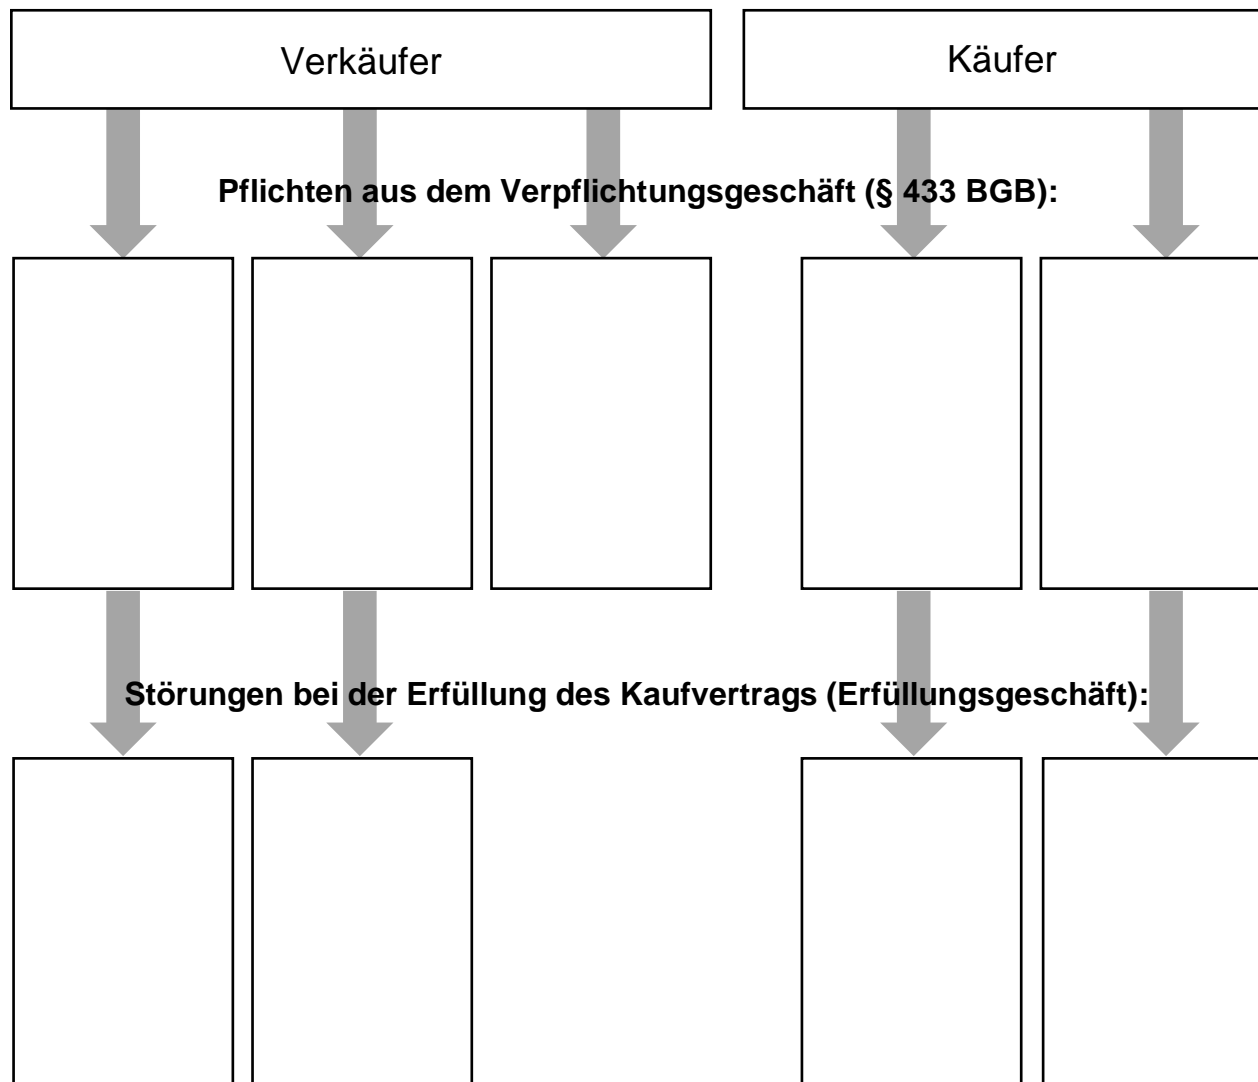 Verkäufer
Käufer
Pflichten aus dem Verpflichtungsgeschäft (§ 433 BGB):
Störungen bei der Erfüllung des Kaufvertrags (Erfüllungsgeschäft):